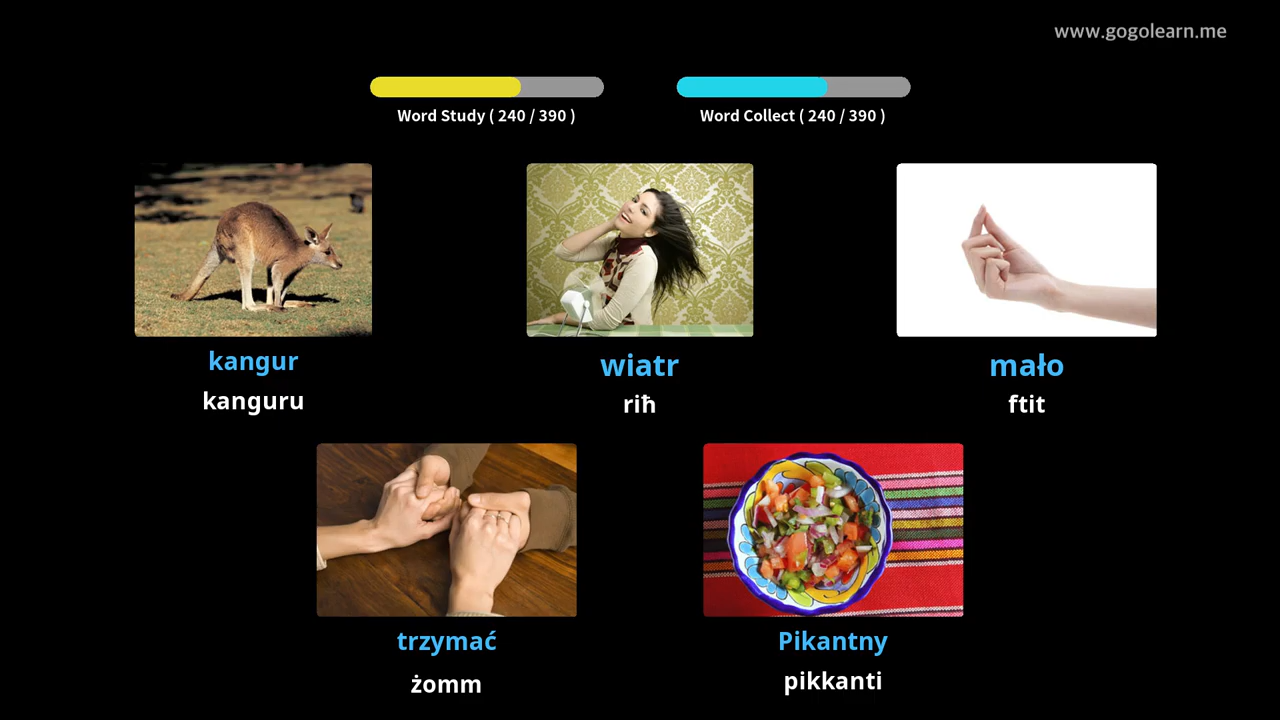 www.gogolearn.me
Word Study ( 240 / 390 )
Word Collect ( 240 / 390 )
kangur
kanguru
wiatr
riħ
mało
ftit
trzymać
żomm
Pikantny
pikkanti